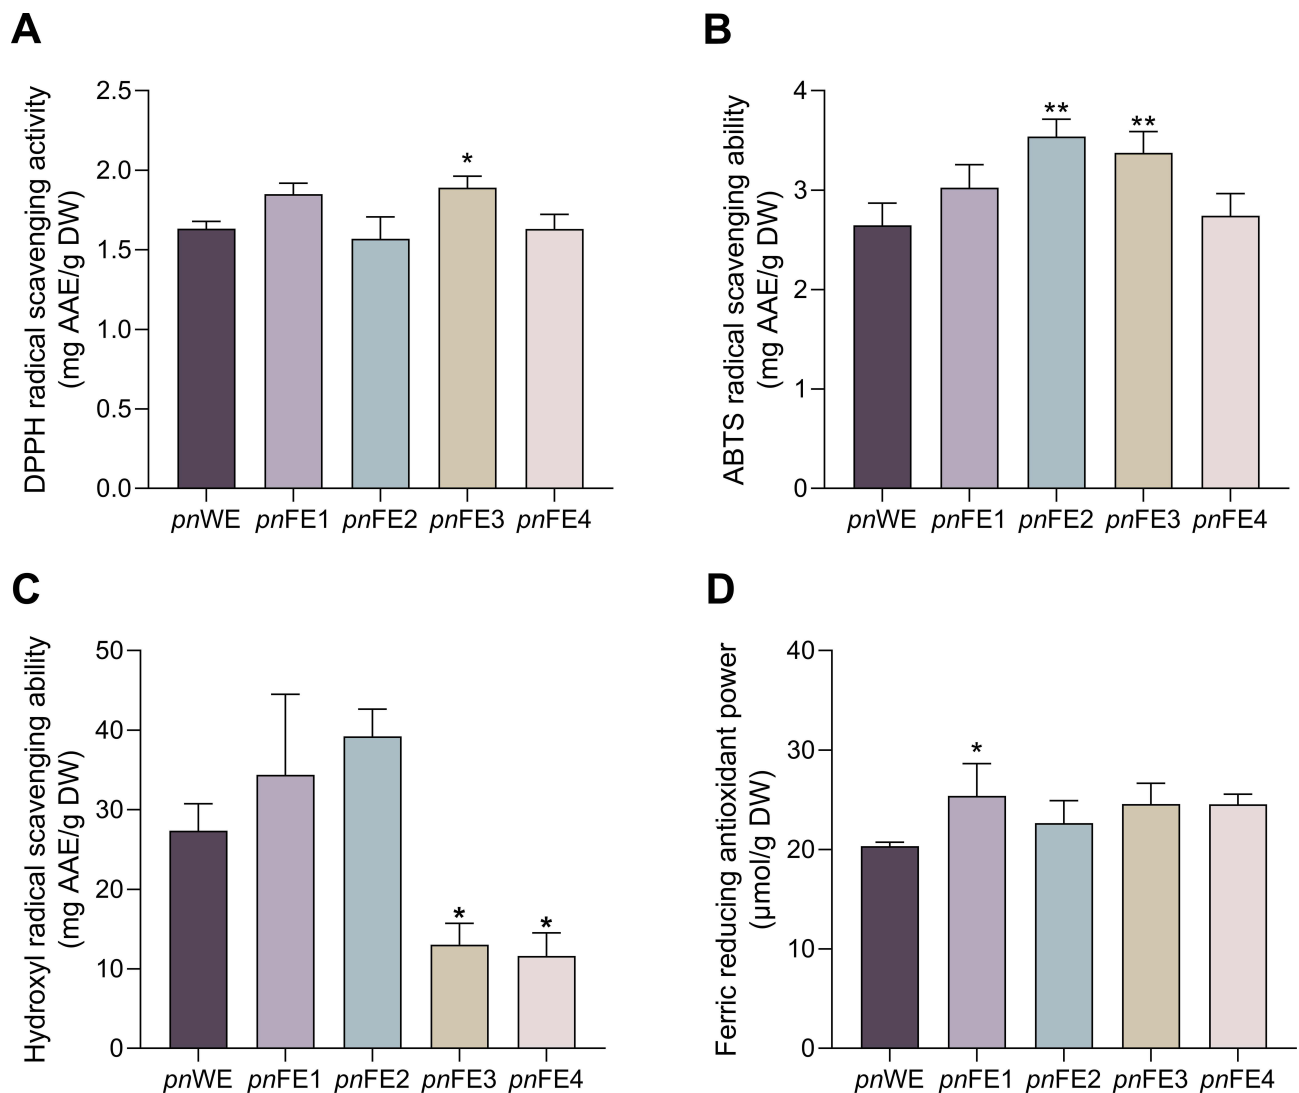 A
DPPH radical scavenging activity
(mg AAE/g DW)
2.5
2.0
1.5
1.0
0.5
0.0
*
pnWE pnFE1 pnFE2 pnFE3 pnFE4
B
ABTS radical scavenging ability
(mg AAE/g DW)
4
3
2
1
0
** **
pnWE pnFE1 pnFE2 pnFE3 pnFE4
C
Hydroxyl radical scavenging ability
(mg AAE/g DW)
50
40
30
20
10
0
* *
pnWE pnFE1 pnFE2 pnFE3 pnFE4
D
Ferric reducing antioxidant power
(µmol/g DW)
40
30
20
10
0
*
pnWE pnFE1 pnFE2 pnFE3 pnFE4